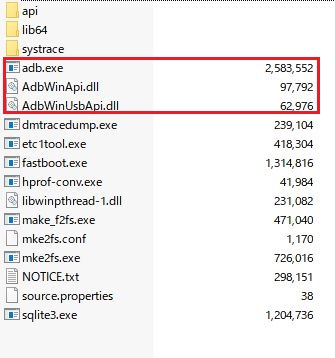 api
lib64
systrace
adb.exe 2,583,552
AdbWinApi.dll 97,792
AdbWinUsbApi.dll 62,976
dmtracedump.exe 239,104
etc1tool.exe 418,304
fastboot.exe 1,314,816
hprof-conv.exe 41,984
libwinpthread-1.dll 231,082
make_f2fs.exe 471,040
mke2fs.conf 1,170
mke2fs.exe 726,016
NOTICE.txt 298,151
source.properties 38
sqlite3.exe 1,204,736